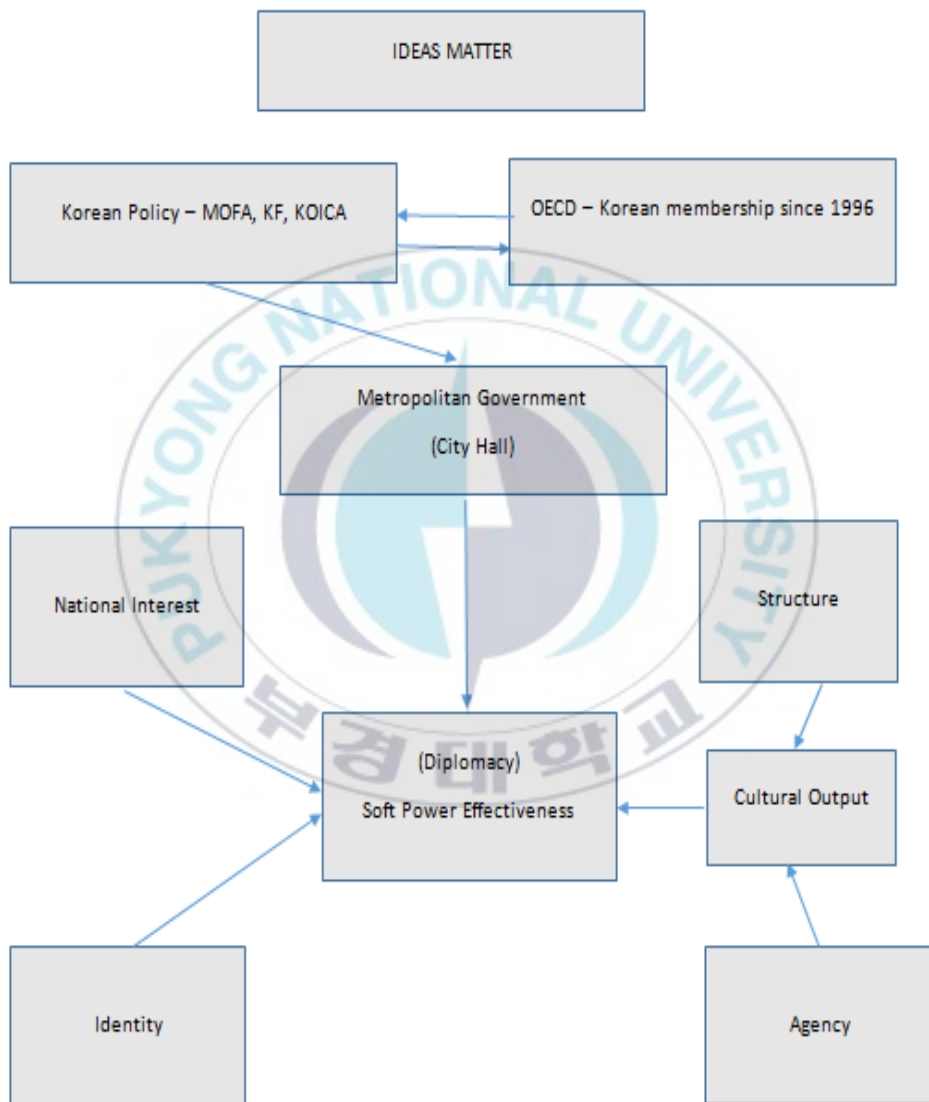 IDEAS MATTER
Korean Policy – MOFA, KF, KOICA
OECD – Korean membership since 1996
PUKYONG NATIONAL UNIVERSITY
Metropolitan Government
(City Hall)
National Interest
Structure
부경대학교
(Diplomacy)
Soft Power Effectiveness
Cultural Output
Identity
Agency